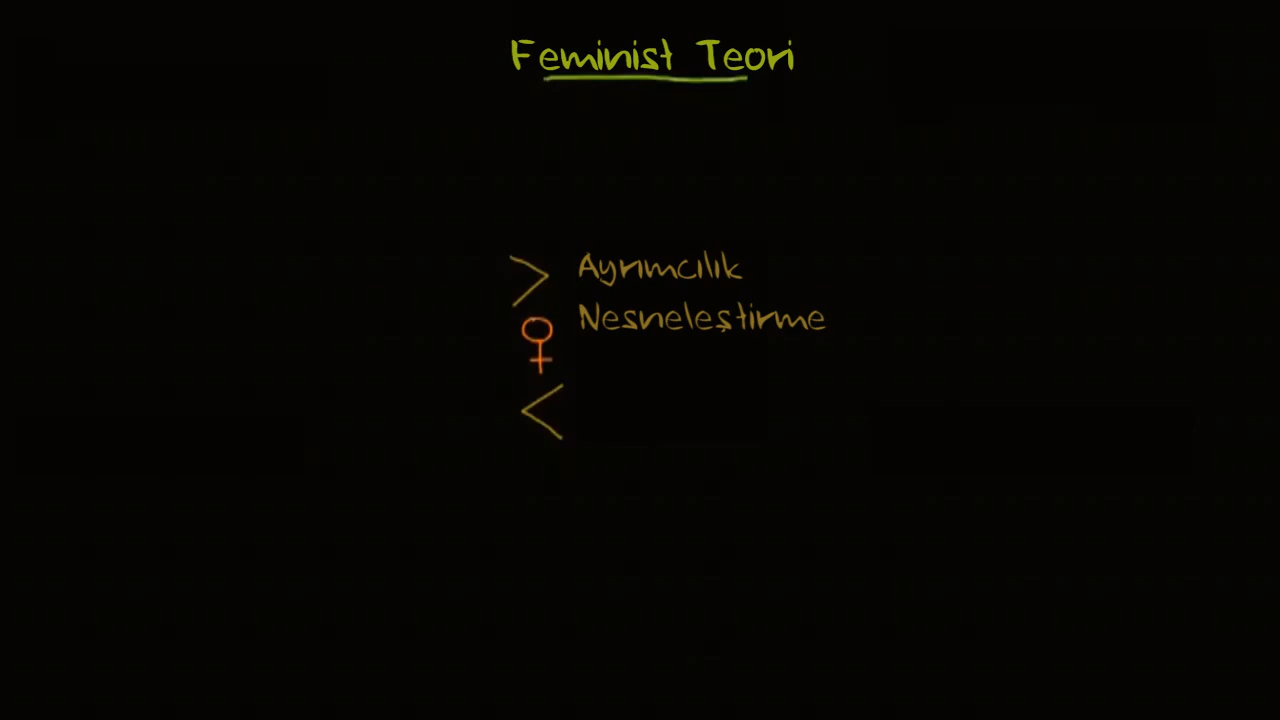 Feminist Teori
> Ayrımcılık
Nesneleştirme
♀
<